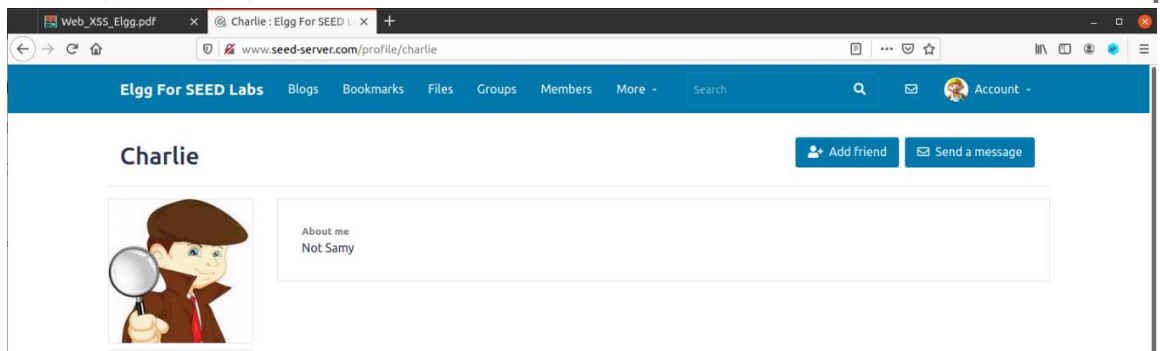 Web_XSS_Elgg.pdf
Charlie : Elgg For SEED L
www.seed-server.com/profile/charlie
Elgg For SEED Labs Blogs Bookmarks Files Groups Members More Search Account
Charlie
Add friend Send a message
About me
Not Samy